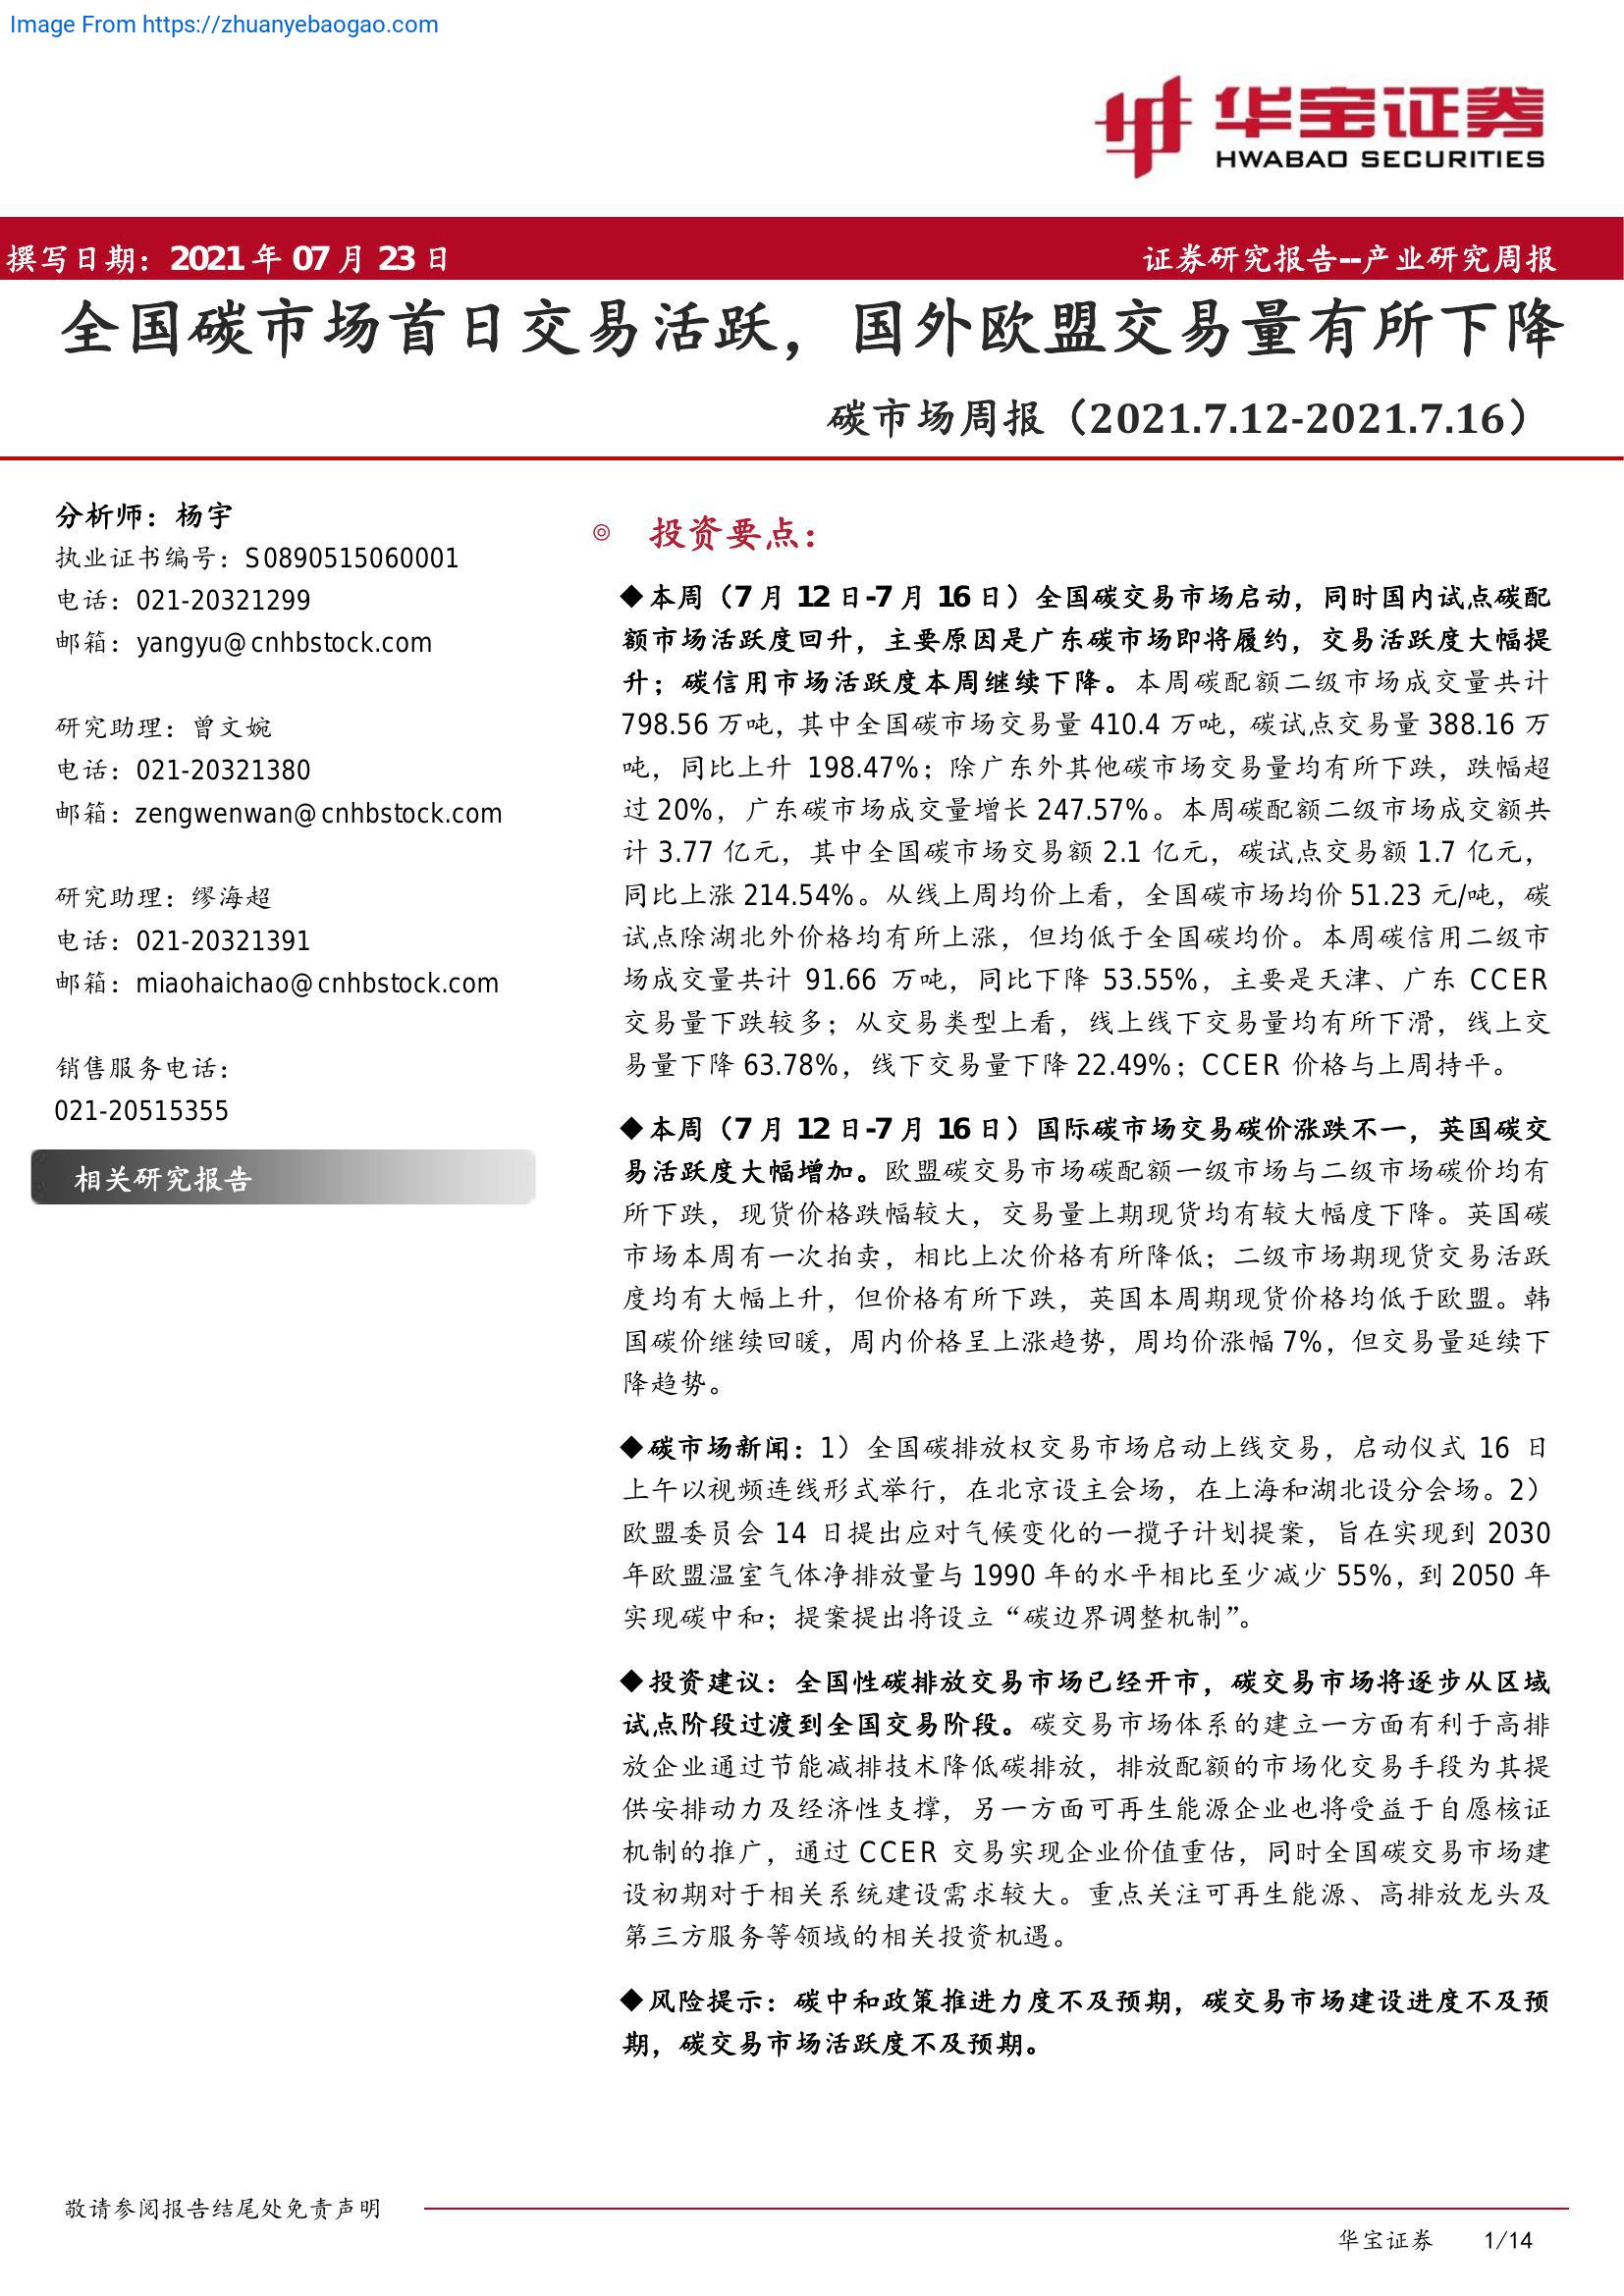 Image From https://zhuanyebaogao.com
华宝证券
HWABAO SECURITIES
撰写日期：2021 年 07 月 23 日
证券研究报告--产业研究周报
全国碳市场首日交易活跃，国外欧盟交易量有所下降
碳市场周报（2021.7.12-2021.7.16）
分析师：杨宇
执业证书编号：S0890515060001
电话：021-20321299
邮箱：yangyu@cnhbstock.com
研究助理：曾文婉
电话：021-20321380
邮箱：zengwenwan@cnhbstock.com
研究助理：缪海超
电话：021-20321391
邮箱：miaohaichao@cnhbstock.com
销售服务电话：
021-20515355
相关研究报告
◎ 投资要点：
◆本周（7 月 12 日-7 月 16 日）全国碳交易市场启动，同时国内试点碳配
额市场活跃度回升，主要原因是广东碳市场即将履约，交易活跃度大幅提
升；碳信用市场活跃度本周继续下降。本周碳配额二级市场成交量共计
798.56 万吨，其中全国碳市场交易量 410.4 万吨，碳试点交易量 388.16 万
吨，同比上升 198.47%；除广东外其他碳市场交易量均有所下跌，跌幅超
过 20%，广东碳市场成交量增长 247.57%。本周碳配额二级市场成交额共
计 3.77 亿元，其中全国碳市场交易额 2.1 亿元，碳试点交易额 1.7 亿元，
同比上涨 214.54%。从线上周均价上看，全国碳市场均价 51.23 元/吨，碳
试点除湖北外价格均有所上涨，但均低于全国碳均价。本周碳信用二级市
场成交量共计 91.66 万吨，同比下降 53.55%，主要是天津、广东 CCER
交易量下跌较多；从交易类型上看，线上线下交易量均有所下滑，线上交
易量下降 63.78%，线下交易量下降 22.49%；CCER 价格与上周持平。
◆本周（7 月 12 日-7 月 16 日）国际碳市场交易碳价涨跌不一，英国碳交
易活跃度大幅增加。欧盟碳交易市场碳配额一级市场与二级市场碳价均有
所下跌，现货价格跌幅较大，交易量上期现货均有较大幅度下降。英国碳
市场本周有一次拍卖，相比上次价格有所降低；二级市场期现货交易活跃
度均有大幅上升，但价格有所下跌，英国本周期现货价格均低于欧盟。韩
国碳价继续回暖，周内价格呈上涨趋势，周均价涨幅 7%，但交易量延续下
降趋势。
◆碳市场新闻：1）全国碳排放权交易市场启动上线交易，启动仪式 16 日
上午以视频连线形式举行，在北京设主会场，在上海和湖北设分会场。2）
欧盟委员会 14 日提出应对气候变化的一揽子计划提案，旨在实现到 2030
年欧盟温室气体净排放量与 1990 年的水平相比至少减少 55%，到 2050 年
实现碳中和；提案提出将设立“碳边界调整机制”。
◆投资建议：全国性碳排放交易市场已经开市，碳交易市场将逐步从区域
试点阶段过渡到全国交易阶段。碳交易市场体系的建立一方面有利于高排
放企业通过节能减排技术降低碳排放，排放配额的市场化交易手段为其提
供安排动力及经济性支撑，另一方面可再生能源企业也将受益于自愿核证
机制的推广，通过 CCER 交易实现企业价值重估，同时全国碳交易市场建
设初期对于相关系统建设需求较大。重点关注可再生能源、高排放龙头及
第三方服务等领域的相关投资机遇。
◆风险提示：碳中和政策推进力度不及预期，碳交易市场建设进度不及预
期，碳交易市场活跃度不及预期。
敬请参阅报告结尾处免责声明
华宝证券 1/14